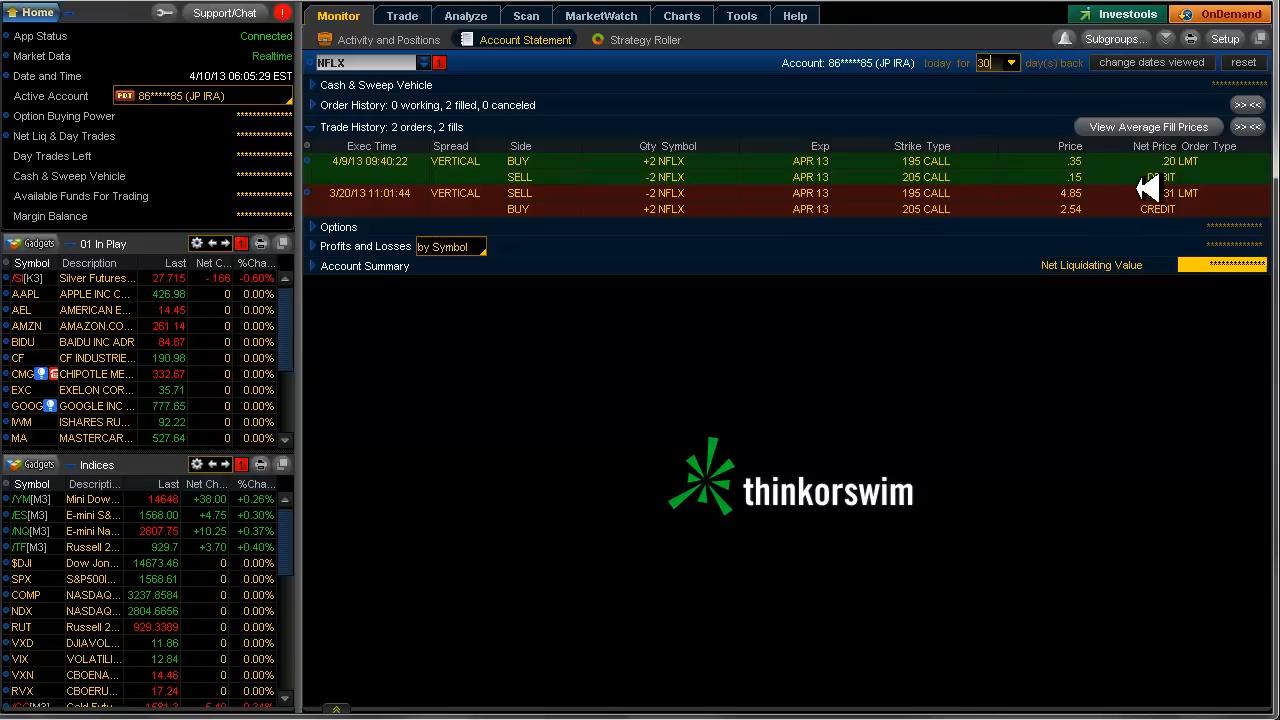 Home Support/Chat !
App Status Connected
Market Data Realtime
Date and Time 4/10/13 06:05:29 EST
Active Account PDT 86*****85 (JP IRA)
Option Buying Power **************
Net Liq & Day Trades **************
Day Trades Left **************
Cash & Sweep Vehicle **************
Available Funds For Trading **************
Margin Balance **************
Gadgets 01 In Play 1
Symbol Description Last Net C... %Cha...
/SI[K3] Silver Futures... 27.715 -.166 -0.60%
AAPL APPLE INC C... 426.98 0 0.00%
AEL AMERICAN E... 14.45 0 0.00%
AMZN AMAZON.CO... 261.14 0 0.00%
BIDU BAIDU INC ADR 84.87 0 0.00%
CF CF INDUSTRIE... 190.98 0 0.00%
CMG CHIPOTLE ME... 332.67 0 0.00%
EXC EXELON COR... 35.71 0 0.00%
GOOG GOOGLE INC ... 777.65 0 0.00%
IWM ISHARES RU... 92.22 0 0.00%
MA MASTERCAR... 527.64 0 0.00%
Gadgets Indices 1
Symbol Descripti... Last Net Ch... %Cha...
/YM[M3] Mini Dow... 14648 +38.00 +0.26%
/ES[M3] E-mini S&... 1568.00 +4.75 +0.30%
/NQ[M3] E-mini Na... 2807.75 +10.25 +0.37%
/TF[M3] Russell 2... 929.7 +3.70 +0.40%
$DJI Dow Jon... 14673.46 0 0.00%
SPX S&P500I... 1568.61 0 0.00%
COMP NASDAQ... 3237.8584 0 0.00%
NDX NASDAQ... 2804.6656 0 0.00%
RUT Russell 2... 929.3389 0 0.00%
VXD DJIAVOL... 11.86 0 0.00%
VIX VOLATILI... 12.84 0 0.00%
VXN CBOENA... 14.46 0 0.00%
RVX CBOERU... 17.24 0 0.00%
Monitor Trade Analyze Scan MarketWatch Charts Tools Help Investools OnDemand
Activity and Positions Account Statement Strategy Roller Subgroups... Setup
NFLX 1 Account: 86*****85 (JP IRA) today for 30 day(s) back change dates viewed reset
Cash & Sweep Vehicle **************
Order History: 0 working, 2 filled, 0 canceled >> <<
Trade History: 2 orders, 2 fills View Average Fill Prices >> <<
Exec Time Spread Side Qty Symbol Exp Strike Type Price Net Price Order Type
4/9/13 09:40:22 VERTICAL BUY +2 NFLX APR 13 195 CALL .35 .20 LMT
SELL -2 NFLX APR 13 205 CALL .15
3/20/13 11:01:44 VERTICAL SELL -2 NFLX APR 13 195 CALL 4.85 31 LMT
BUY +2 NFLX APR 13 205 CALL 2.54 CREDIT
Options **************
Profits and Losses by Symbol **************
Account Summary Net Liquidating Value **************
thinkorswim